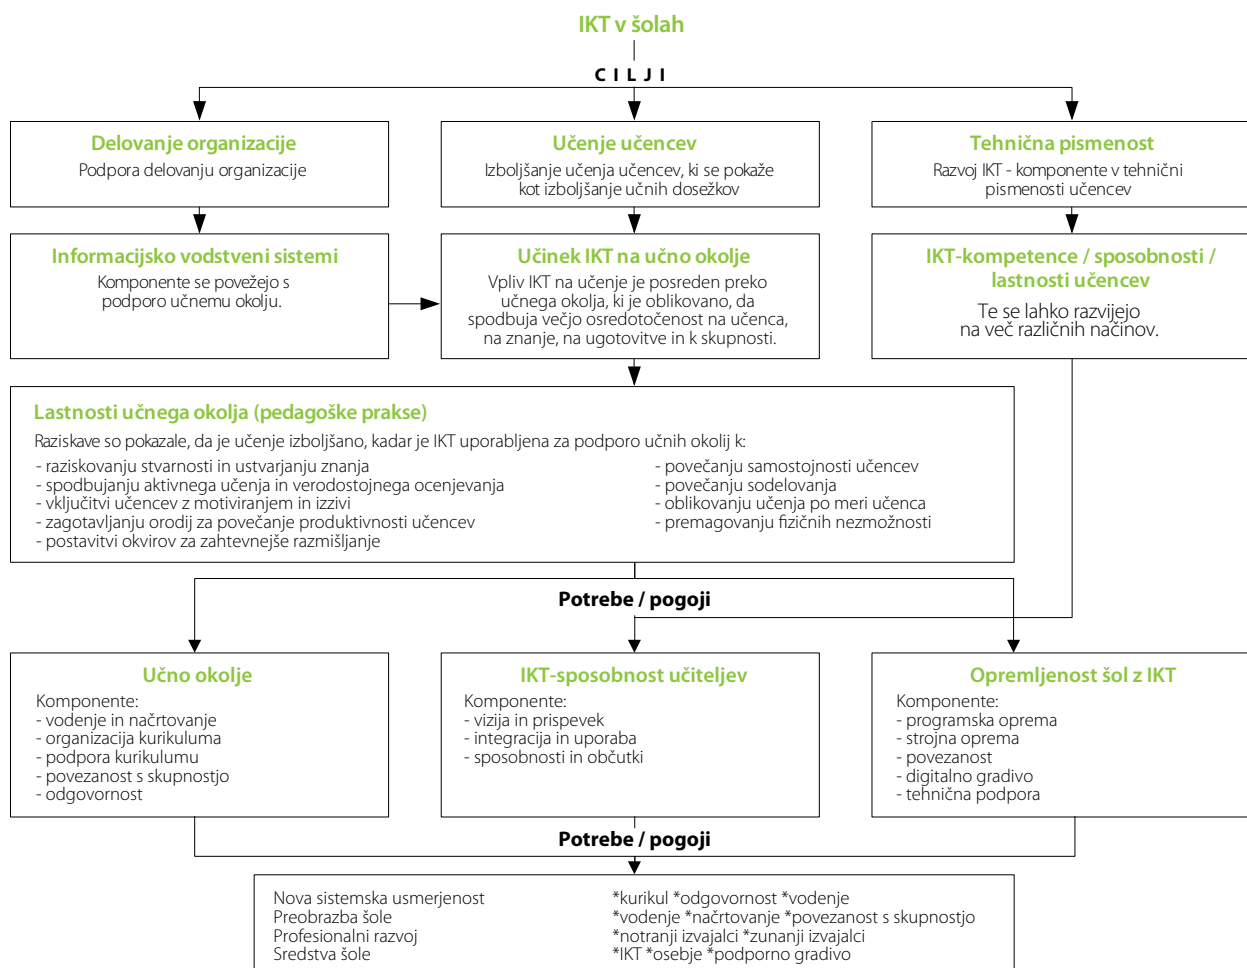 IKT v šolah
CILJI
Delovanje organizacije
Podpora delovanju organizacije
Učenje učencev
Izboljšanje učenja učencev, ki se pokaže
kot izboljšanje učnih dosežkov
Tehnična pismenost
Razvoj IKT - komponente v tehnični
pismenosti učencev
Informacijsko vodstveni sistemi
Komponente se povežejo s
podporo učnemu okolju.
Učinek IKT na učno okolje
Vpliv IKT na učenje je posreden preko
učnega okolja, ki je oblikovano, da
spodbuja večjo osredotočenost na učenca,
na znanje, na ugotovitve in k skupnosti.
IKT-kompetence / sposobnosti /
lastnosti učencev
Te se lahko razvijejo
na več različnih načinov.
Lastnosti učnega okolja (pedagoške prakse)
Raziskave so pokazale, da je učenje izboljšano, kadar je IKT uporabljena za podporo učnih okolij k:
- raziskovanju stvarnosti in ustvarjanju znanja
- spodbujanju aktivnega učenja in verodostojnega ocenjevanja
- vključitvi učencev z motiviranjem in izzivi
- zagotavljanju orodij za povečanje produktivnosti učencev
- postavitvi okvirov za zahtevnejše razmišljanje
- povečanju samostojnosti učencev
- povečanju sodelovanja
- oblikovanju učenja po meri učenca
- premagovanju fizičnih nezmožnosti
Potrebe / pogoji
Učno okolje
Komponente:
- vodenje in načrtovanje
- organizacija kurikuluma
- podpora kurikulumu
- povezanost s skupnostjo
- odgovornost
IKT-sposobnost učiteljev
Komponente:
- vizija in prispevek
- integracija in uporaba
- sposobnosti in občutki
Opremljenost šol z IKT
Komponente:
- programska oprema
- strojna oprema
- povezanost
- digitalno gradivo
- tehnična podpora
Potrebe / pogoji
Nova sistemska usmerjenost *kurikul *odgovornost *vodenje
Preobrazba šole *vodenje *načrtovanje *povezanost s skupnostjo
Profesionalni razvoj *notranji izvajalci *zunanji izvajalci
Sredstva šole *IKT *osebje *podporno gradivo